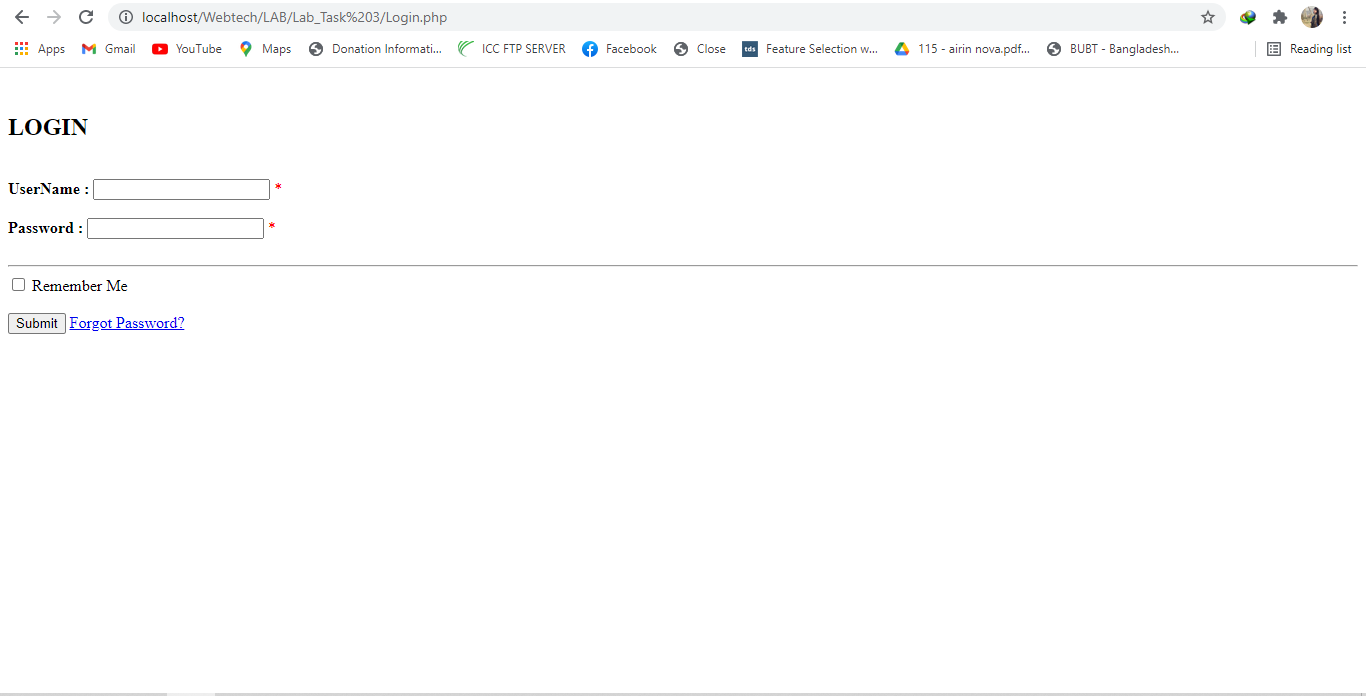 localhost/Webtech/LAB/Lab_Task%203/Login.php
Apps Gmail YouTube Maps Donation Informati... ICC FTP SERVER Facebook Close tds Feature Selection w... 115 - airin nova.pdf... BUBT - Bangladesh... Reading list
LOGIN
UserName : *
Password : *
Remember Me
Submit Forgot Password?